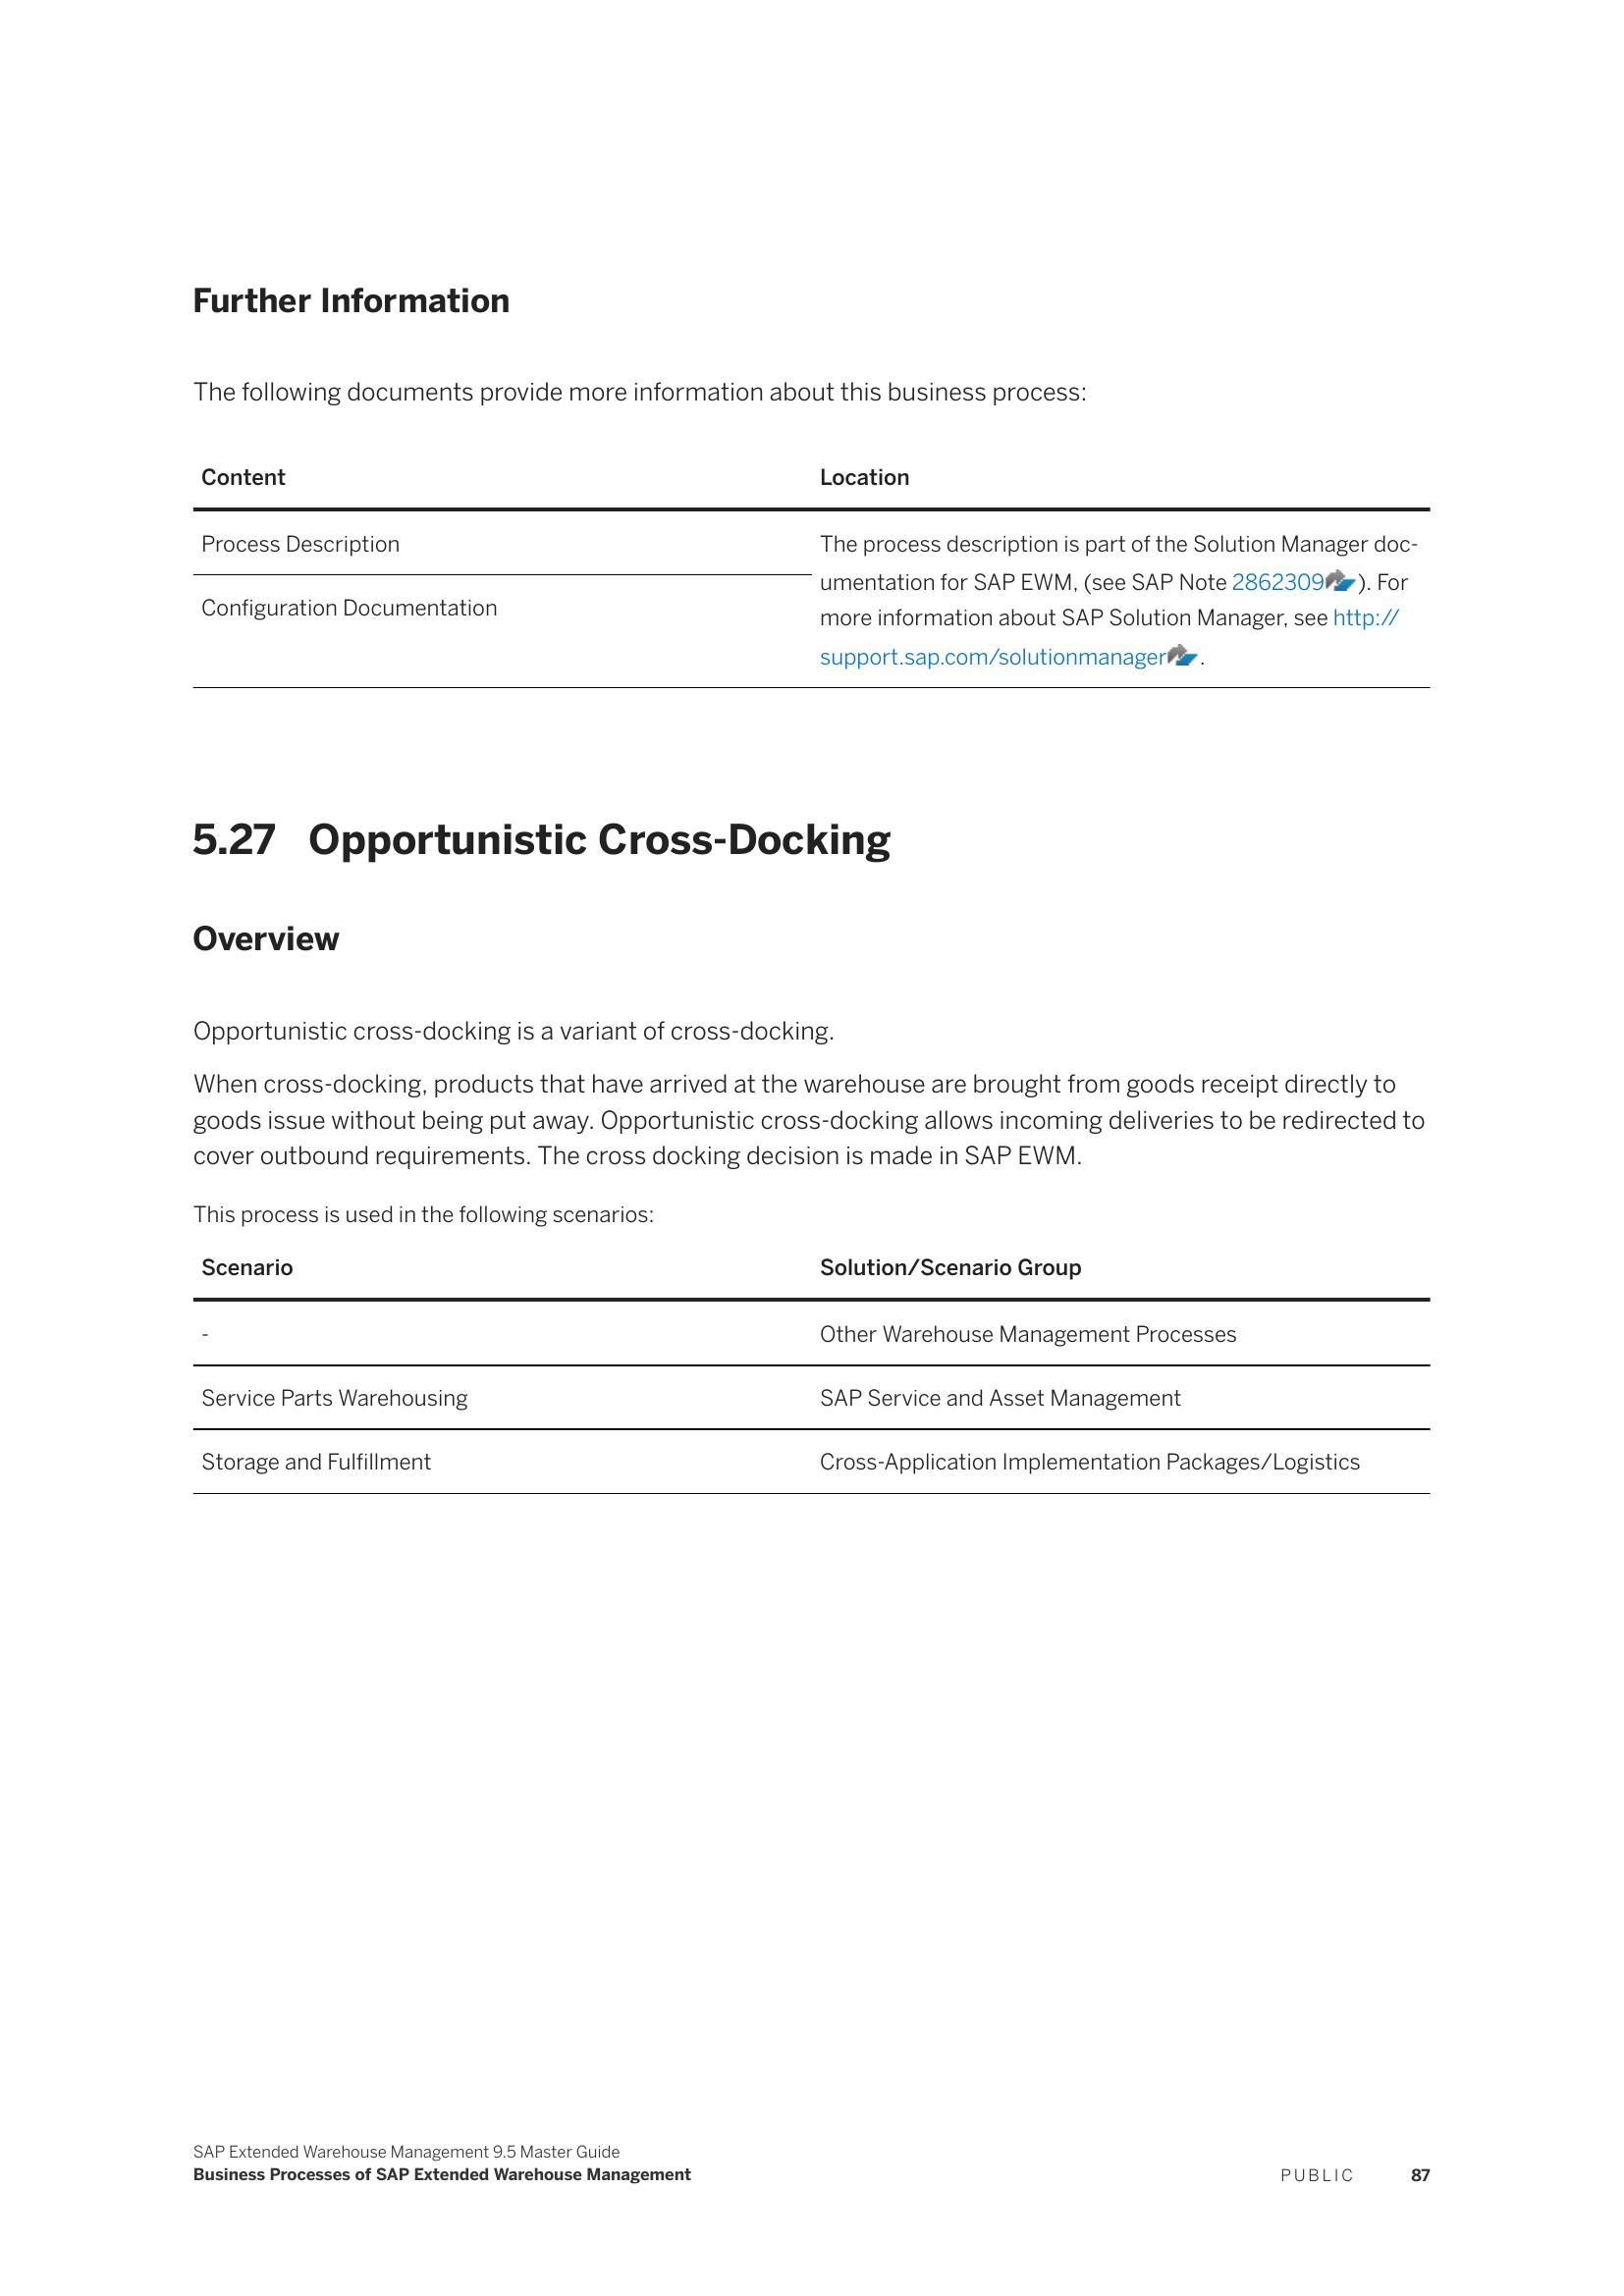 Further Information
The following documents provide more information about this business process:
Content Location
Process Description
Configuration Documentation
The process description is part of the Solution Manager doc-
umentation for SAP EWM, (see SAP Note 2862309). For
more information about SAP Solution Manager, see http://
support.sap.com/solutionmanager.
5.27 Opportunistic Cross-Docking
Overview
Opportunistic cross-docking is a variant of cross-docking.
When cross-docking, products that have arrived at the warehouse are brought from goods receipt directly to
goods issue without being put away. Opportunistic cross-docking allows incoming deliveries to be redirected to
cover outbound requirements. The cross docking decision is made in SAP EWM.
This process is used in the following scenarios:
Scenario Solution/Scenario Group
- Other Warehouse Management Processes
Service Parts Warehousing SAP Service and Asset Management
Storage and Fulfillment Cross-Application Implementation Packages/Logistics
SAP Extended Warehouse Management 9.5 Master Guide
Business Processes of SAP Extended Warehouse Management PUBLIC 87